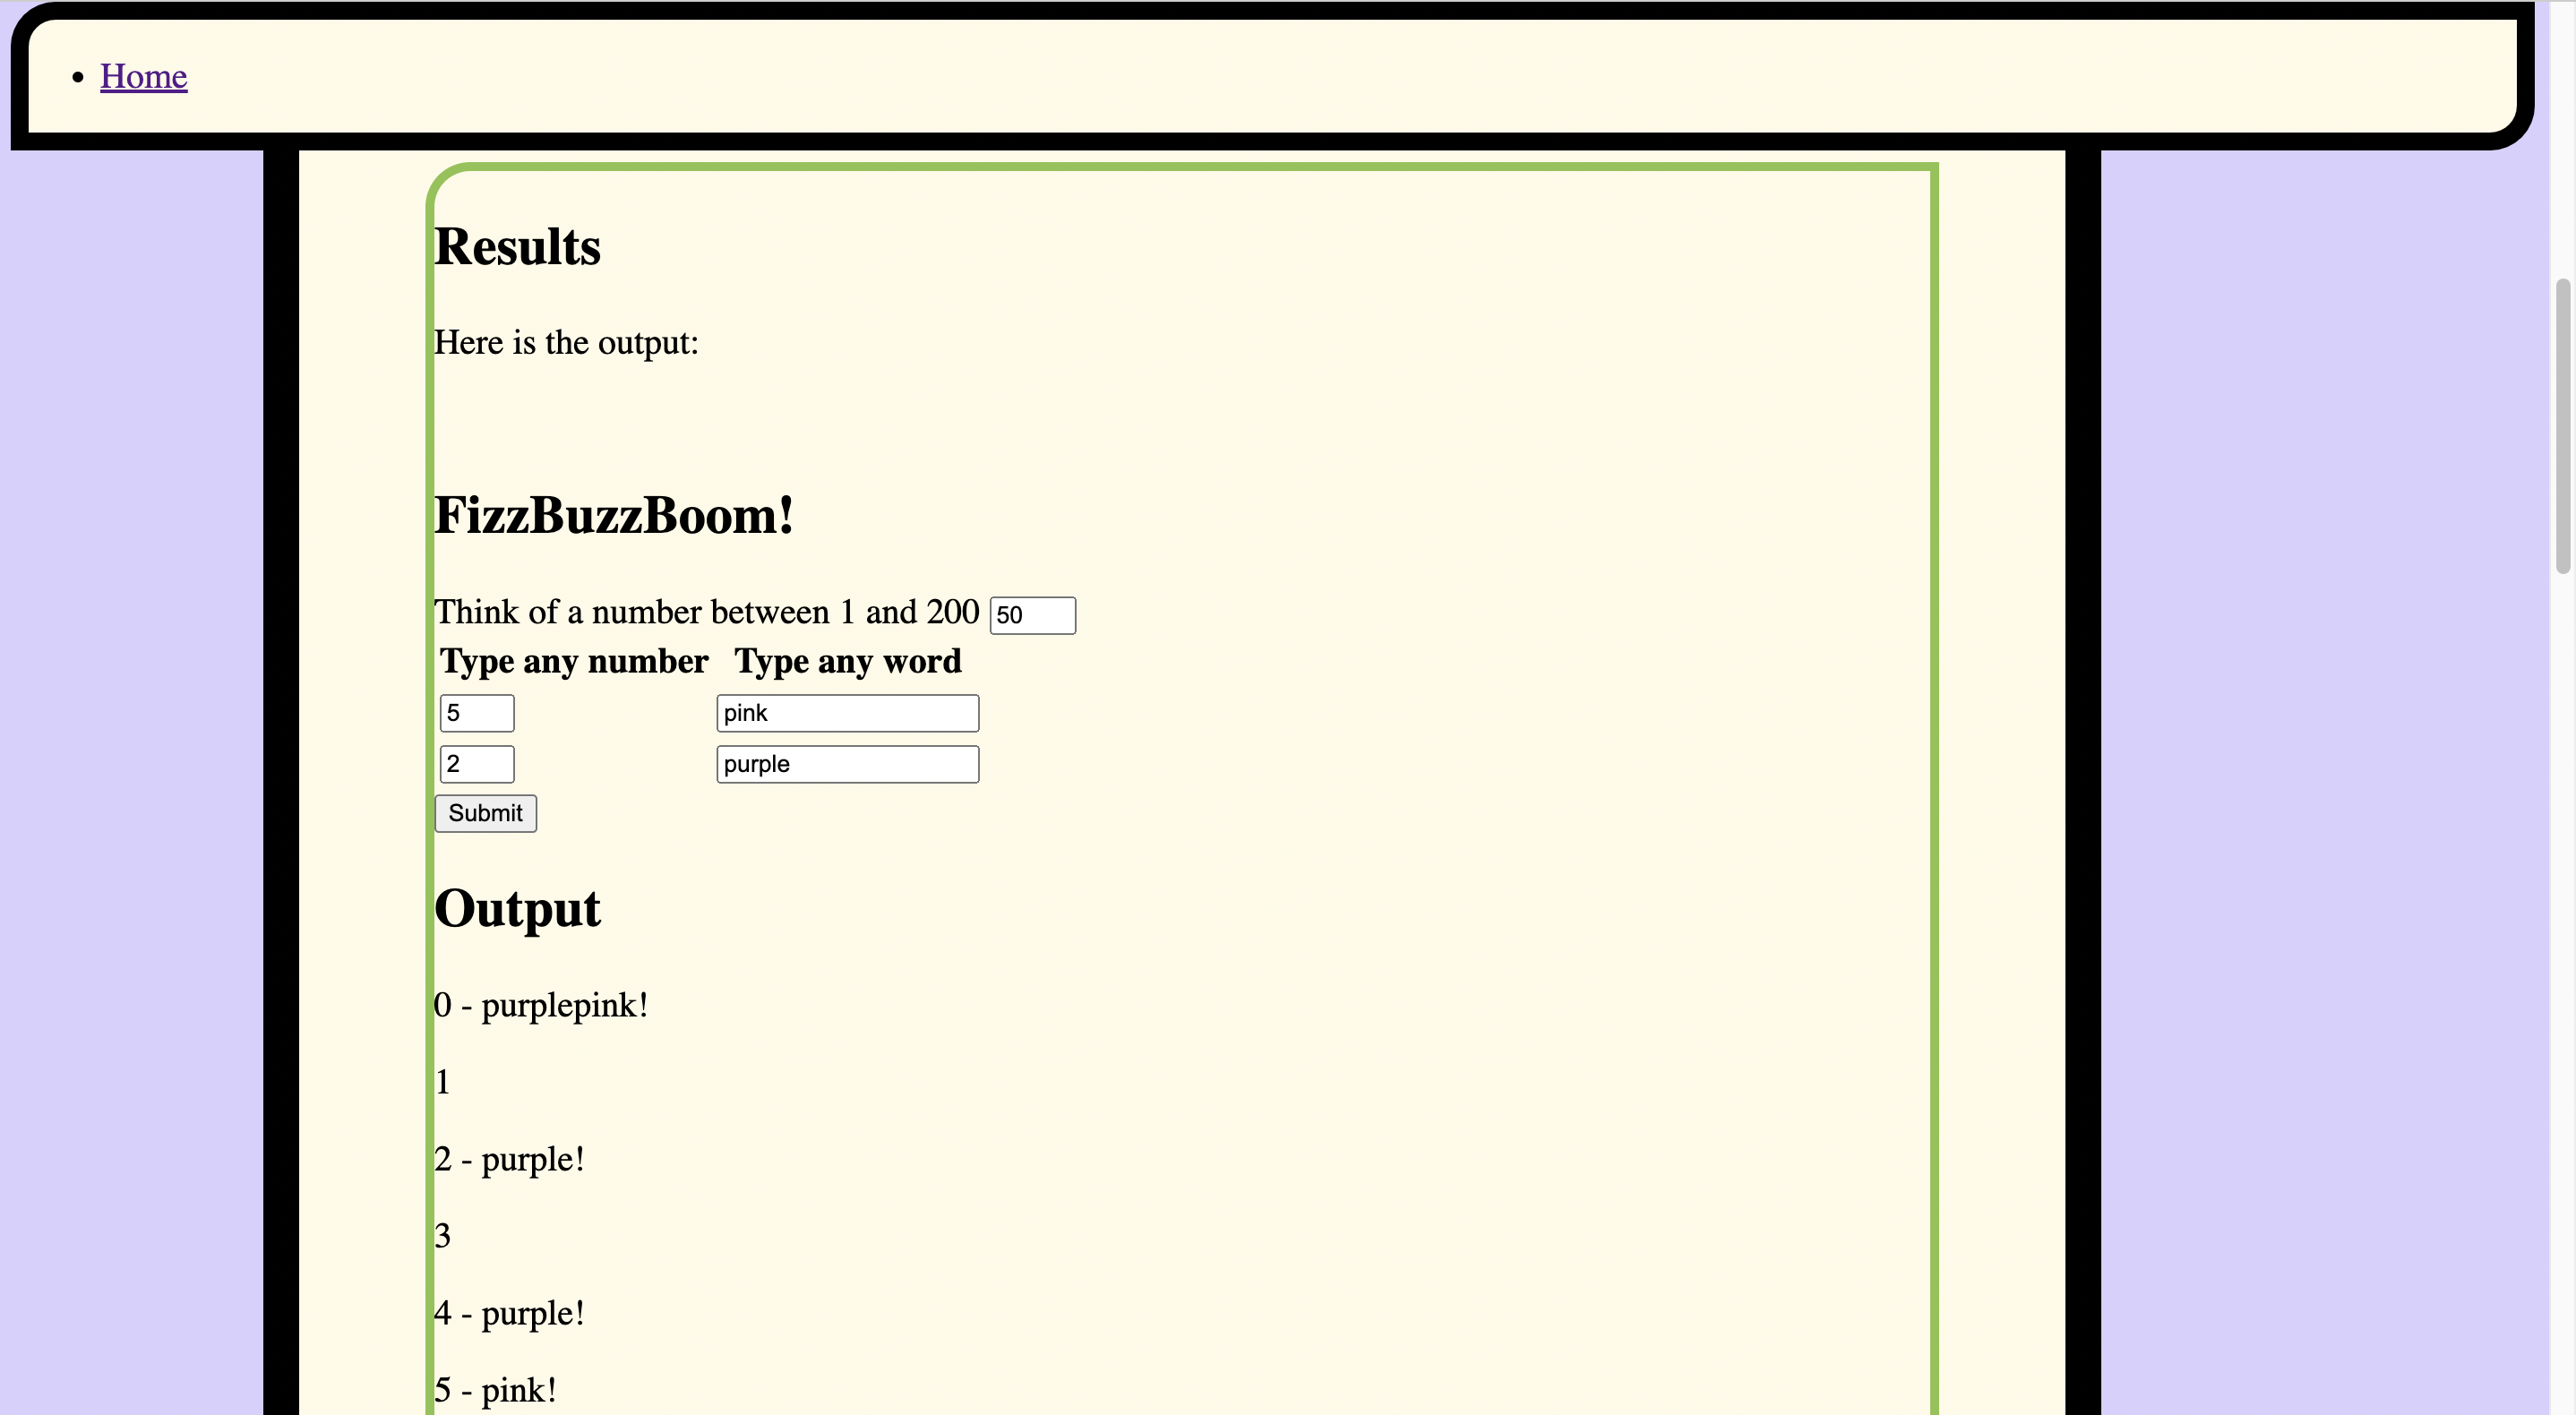 Home
Results
Here is the output:
FizzBuzzBoom!
Think of a number between 1 and 200 50
Type any number Type any word
5 pink
2 purple
Submit
Output
0 - purplepink!
1
2 - purple!
3
4 - purple!
5 - pink!